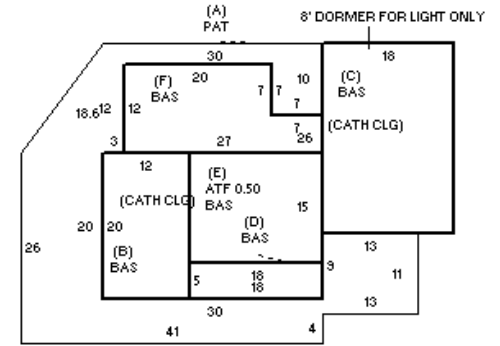 (A)
PAT
8' DORMER FOR LIGHT ONLY
30
18
(F)
BAS
20
10
(C)
BAS
7 7
7
18.6 12
12
7
26
(CATH CLG)
3
27
12
(E)
ATF 0.50
BAS
(CATH CLG)
15
(D)
BAS
20
20
(B)
BAS
26
13
9
11
5
18
18
13
30
41
4